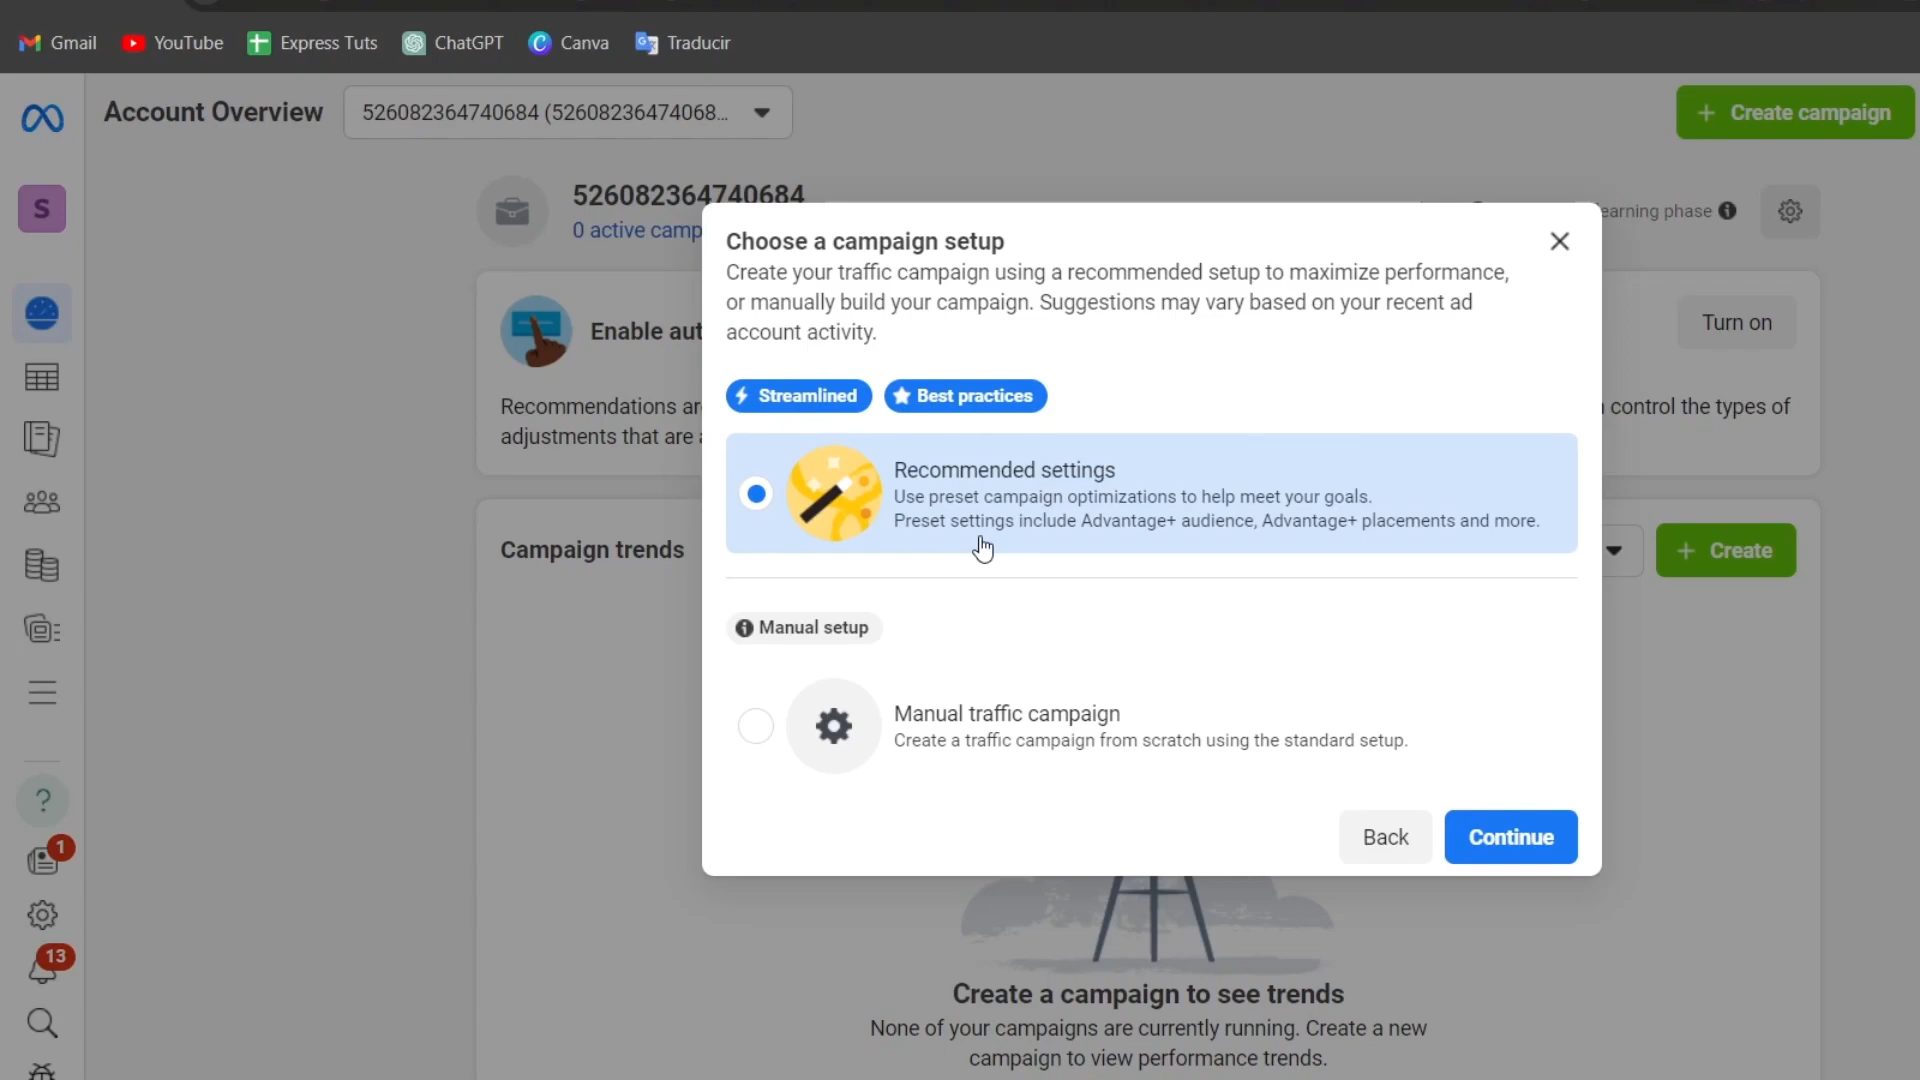 Gmail
YouTube
Express Tuts
ChatGPT
Canva
Traducir
Account Overview
526082364740684 (52608236474068...
+ Create campaign
S
526082364740684
0 active camp
earning phase
Enable aut
Turn on
Recommendations ar
adjustments that are
control the types of
Campaign trends
+ Create
Choose a campaign setup
Create your traffic campaign using a recommended setup to maximize performance,
or manually build your campaign. Suggestions may vary based on your recent ad
account activity.
Streamlined
Best practices
Recommended settings
Use preset campaign optimizations to help meet your goals.
Preset settings include Advantage+ audience, Advantage+ placements and more.
Manual setup
Manual traffic campaign
Create a traffic campaign from scratch using the standard setup.
Back
Continue
?
1
13
Create a campaign to see trends
None of your campaigns are currently running. Create a new
campaign to view performance trends.